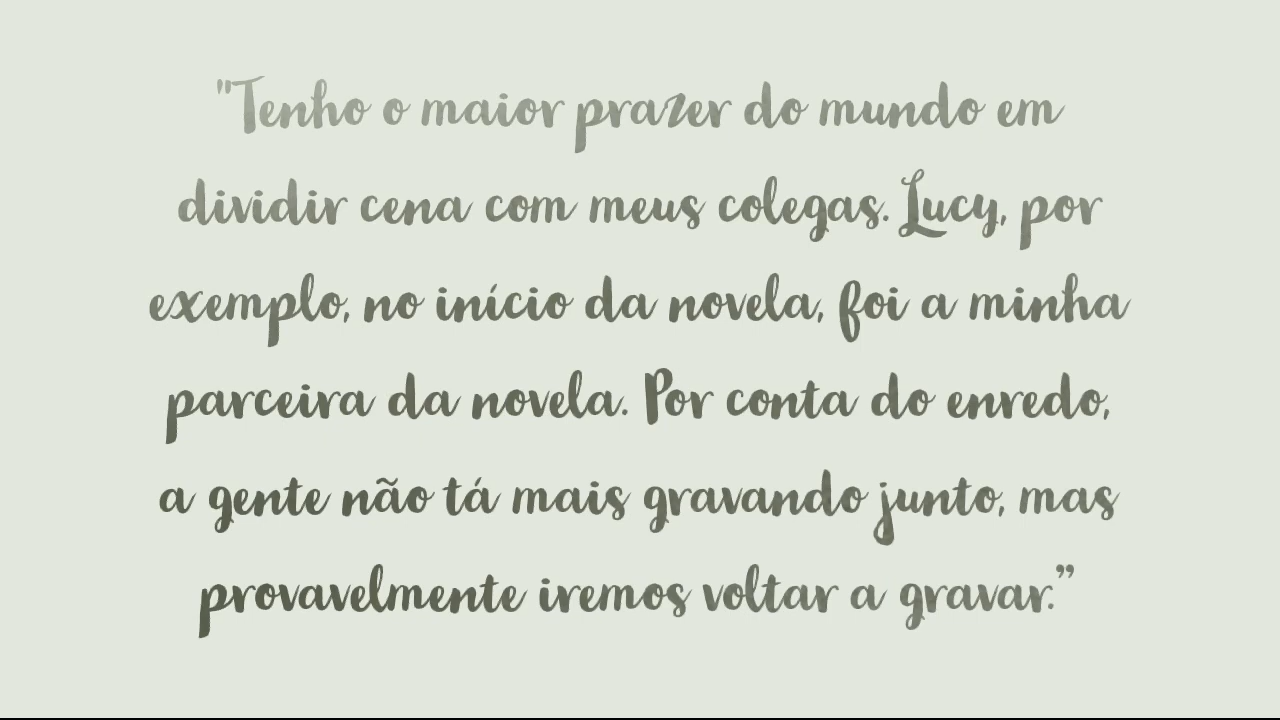 "Tenho o maior prazer do mundo em
dividir cena com meus colegas. Lucy, por
exemplo, no início da novela, foi a minha
parceira da novela. Por conta do enredo,
a gente não tá mais gravando junto, mas
provavelmente iremos voltar a gravar.”